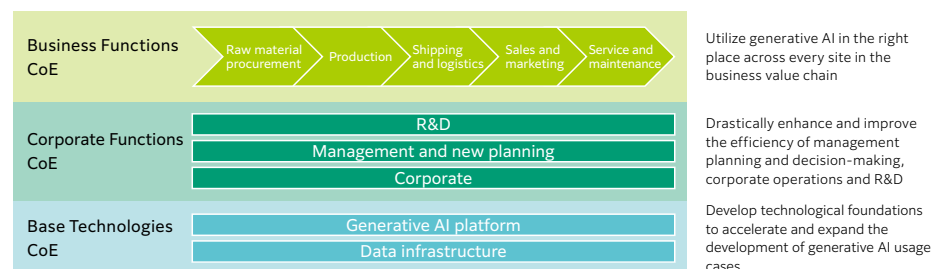 Business Functions
CoE
Raw material
procurement
Production
Shipping
and logistics
Sales and
marketing
Service and
maintenance
Utilize generative AI in the right
place across every site in the
business value chain
Corporate Functions
CoE
R&D
Management and new planning
Corporate
Drastically enhance and improve
the efficiency of management
planning and decision-making,
corporate operations and R&D
Base Technologies
CoE
Generative AI platform
Data infrastructure
Develop technological foundations
to accelerate and expand the
development of generative AI usage
cases